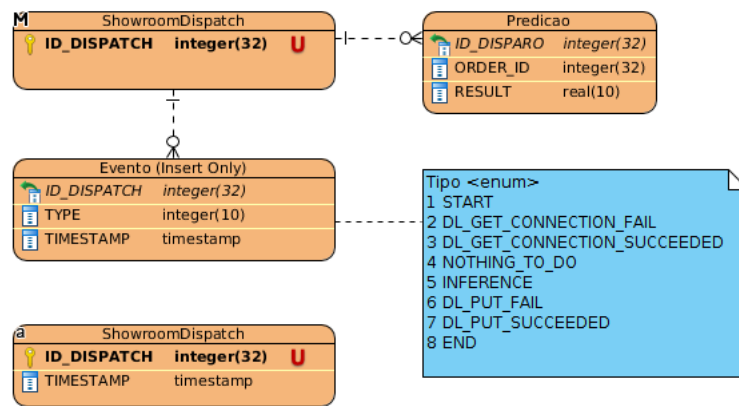 M
ShowroomDispatch
ID_DISPATCH integer(32) U
Predicao
ID_DISPARO integer(32)
ORDER_ID integer(32)
RESULT real(10)
Evento (Insert Only)
ID_DISPATCH integer(32)
TYPE integer(10)
TIMESTAMP timestamp
Tipo <enum>
1 START
2 DL_GET_CONNECTION_FAIL
3 DL_GET_CONNECTION_SUCCEEDED
4 NOTHING_TO_DO
5 INFERENCE
6 DL_PUT_FAIL
7 DL_PUT_SUCCEEDED
8 END
a
ShowroomDispatch
ID_DISPATCH integer(32) U
TIMESTAMP timestamp